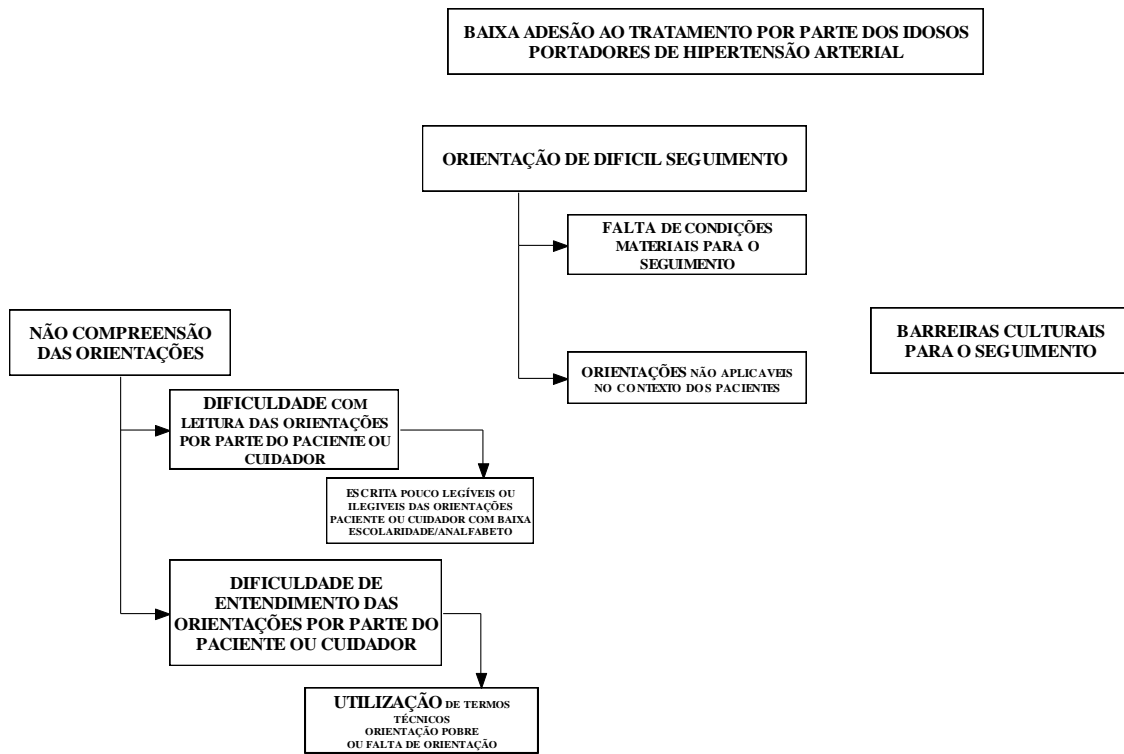 BAIXA ADESÃO AO TRATAMENTO POR PARTE DOS IDOSOS
PORTADORES DE HIPERTENSÃO ARTERIAL
ORIENTAÇÃO DE DIFICIL SEGUIMENTO
FALTA DE CONDIÇÕES
MATERIAIS PARA O
SEGUIMENTO
ORIENTAÇÕES NÃO APLICAVEIS
NO CONTEXTO DOS PACIENTES
BARREIRAS CULTURAIS
PARA O SEGUIMENTO
NÃO COMPREENSÃO
DAS ORIENTAÇÕES
DIFICULDADE COM
LEITURA DAS ORIENTAÇÕES
POR PARTE DO PACIENTE OU
CUIDADOR
ESCRITA POUCO LEGÍVEIS OU
ILEGIVEIS DAS ORIENTAÇÕES
PACIENTE OU CUIDADOR COM BAIXA
ESCOLARIDADE/ANALFABETO
DIFICULDADE DE
ENTENDIMENTO DAS
ORIENTAÇÕES POR PARTE DO
PACIENTE OU CUIDADOR
UTILIZAÇÃO DE TERMOS
TÉCNICOS
ORIENTAÇÃO POBRE
OU FALTA DE ORIENTAÇÃO